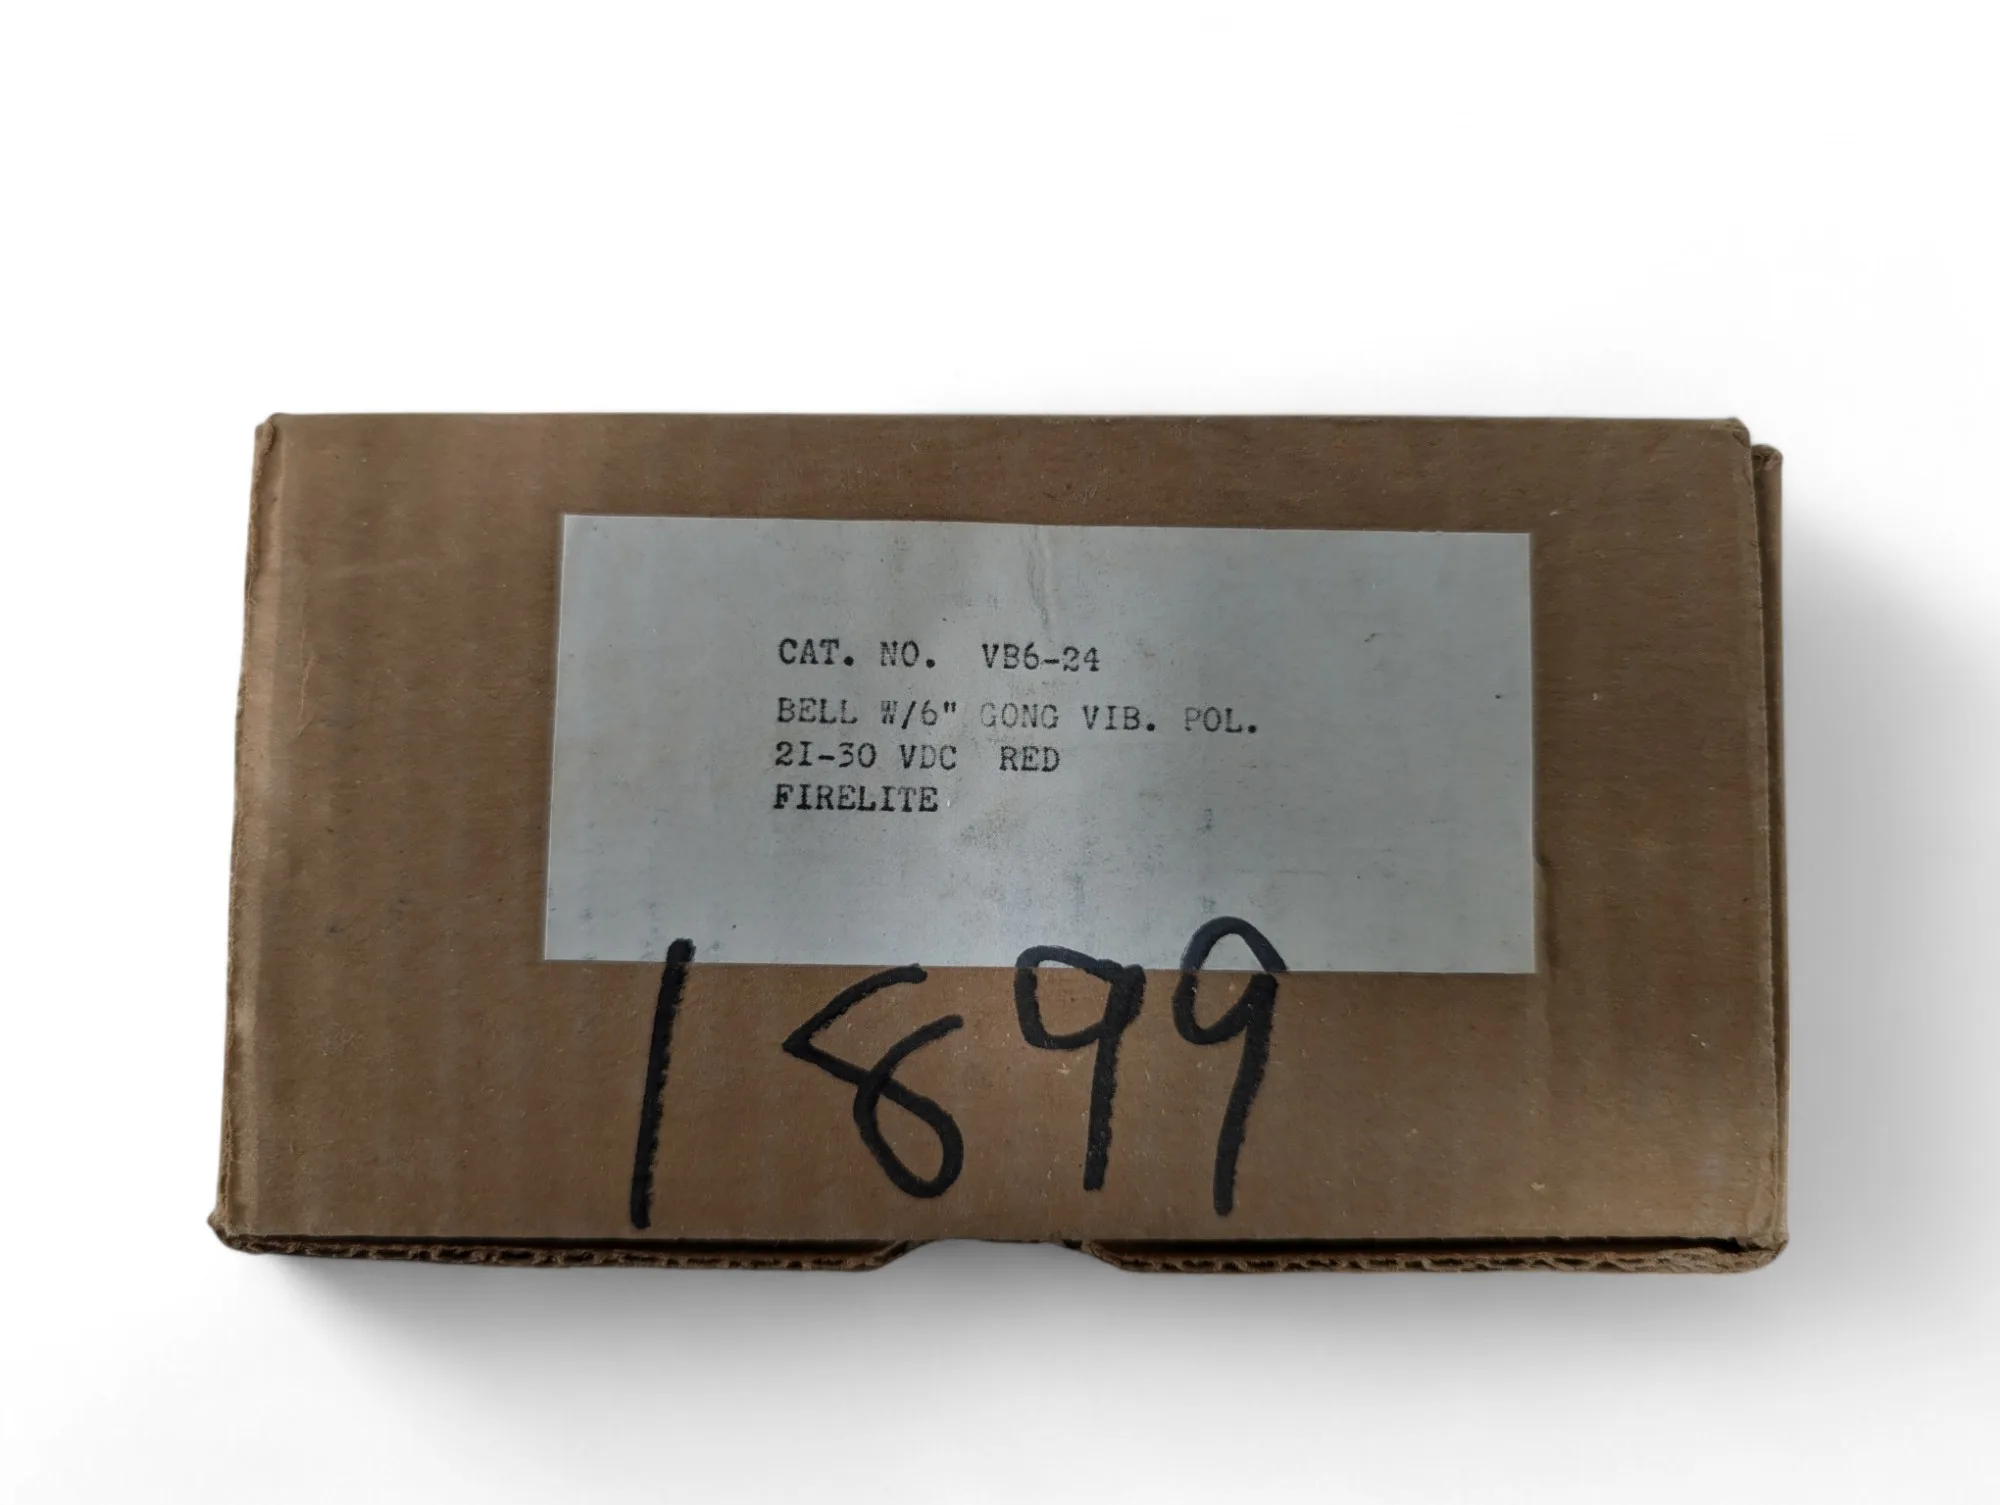 CAT. NO. VB6-24
BELL W/6" GONG VIB. POL.
21-30 VDC RED
FIRELITE
1899